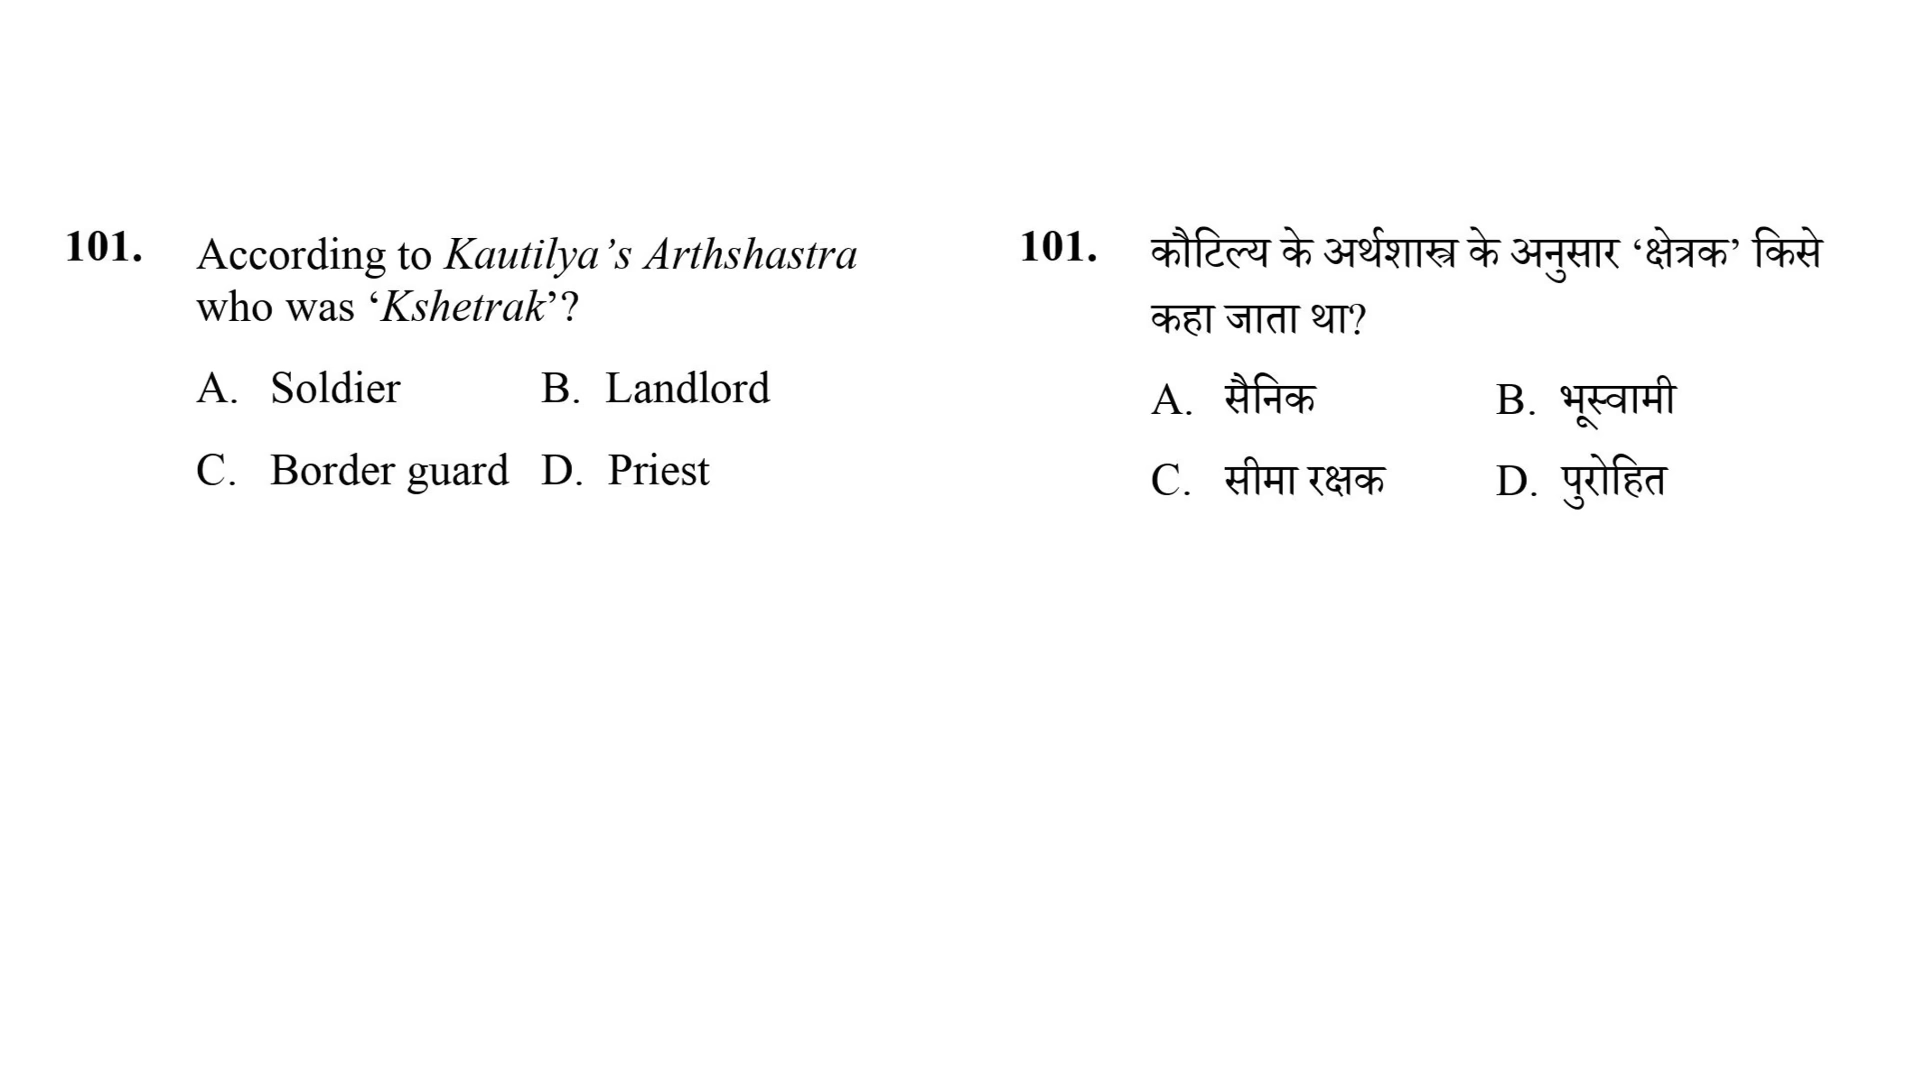 101. According to Kautilya’s Arthshastra
who was ‘Kshetrak’?
A. Soldier B. Landlord
C. Border guard D. Priest
101. कौटिल्य के अर्थशास्त्र के अनुसार ‘क्षेत्रक’ किसे
कहा जाता था?
A. सैनिक B. भूस्वामी
C. सीमा रक्षक D. पुरोहित